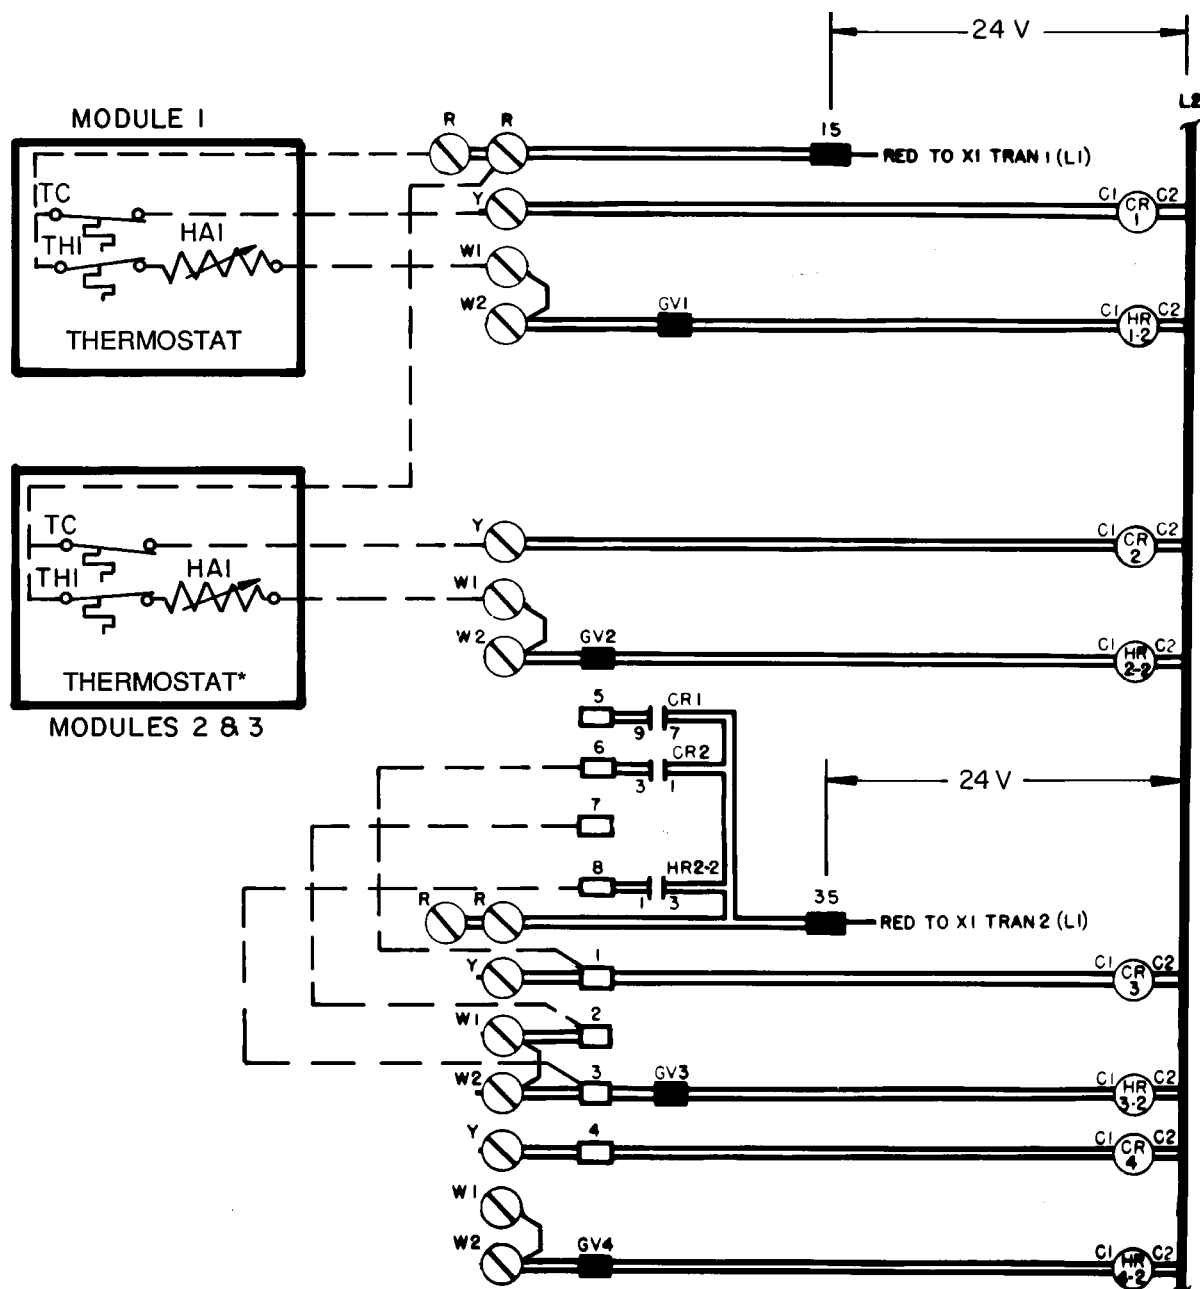 24 V
L2
MODULE 1
R R 15
RED TO X1 TRAN 1 (L1)
TC
Y
C1 CR 1 C2
TH1 HA1
W1
W2 GV1
C1 HR 1-2 C2
THERMOSTAT
TC
Y
C1 CR 2 C2
TH1 HA1
W1
W2 GV2
C1 HR 2-2 C2
THERMOSTAT*
MODULES 2 & 3
5 CR1
9 7
6 CR2
3 1
24 V
7
8 HR2-2
1 3
R R 35
RED TO X1 TRAN 2 (L1)
Y 1
C1 CR 3 C2
W1 2
W2 3 GV3
C1 HR 3-2 C2
Y 4
C1 CR 4 C2
W1
W2 GV4
C1 HR 4-2 C2